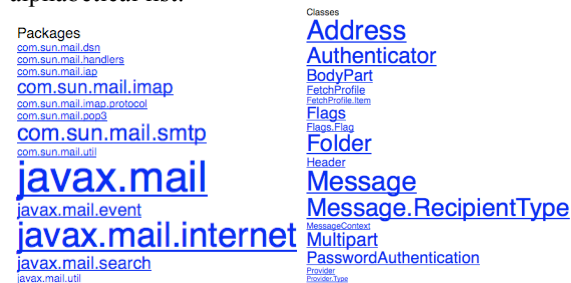 alphabetical list.
Packages
com.sun.mail.dsn
com.sun.mail.handlers
com.sun.mail.iap
com.sun.mail.imap
com.sun.mail.imap.protocol
com.sun.mail.pop3
com.sun.mail.smtp
com.sun.mail.util
javax.mail
javax.mail.event
javax.mail.internet
javax.mail.search
javax.mail.util
Classes
Address
Authenticator
BodyPart
FetchProfile
FetchProfile.Item
Flags
Flags.Flag
Folder
Header
Message
Message.RecipientType
MessageContext
Multipart
PasswordAuthentication
Provider
Provider.Type